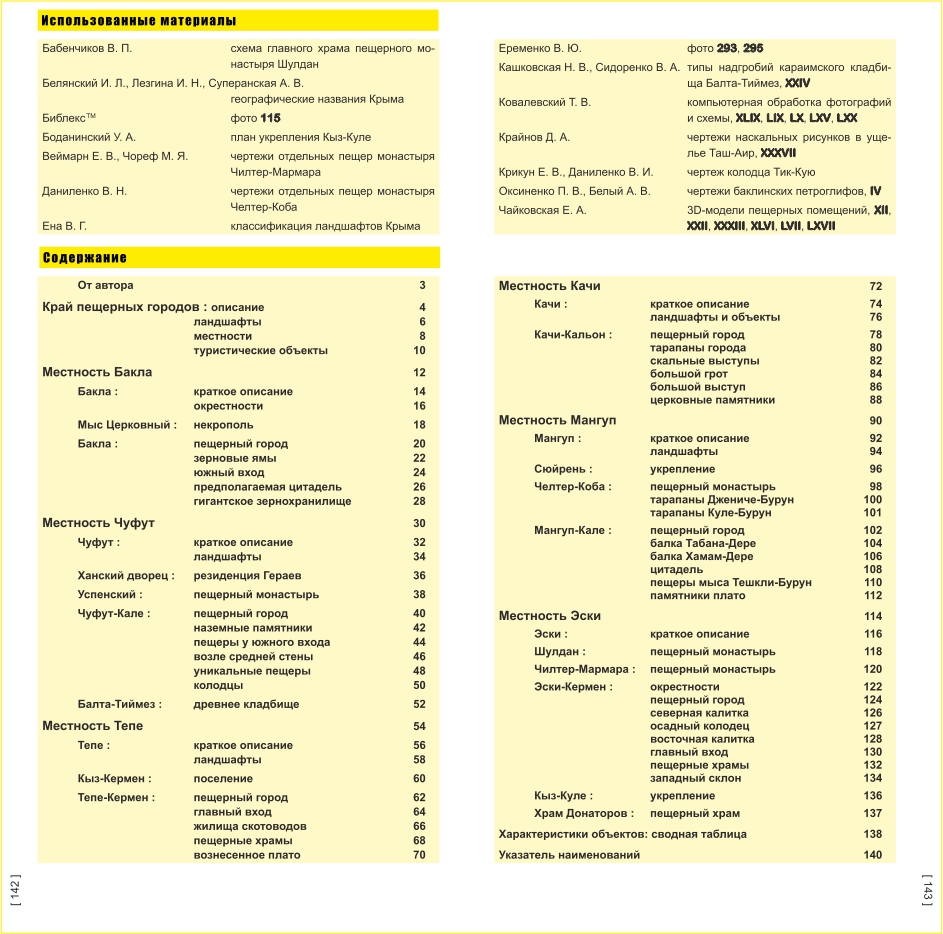 Использованные материалы
Бабенчиков В. П. схема главного храма пещерного мо-
настыря Шулдан
Белянский И. Л., Лезгина И. Н., Суперанская А. В.
географические названия Крыма
Библекс™ фото 115
Боданинский У. А. план укрепления Кыз-Куле
Веймарн Е. В., Чореф М. Я. чертежи отдельных пещер монастыря
Чилтер-Мармара
Даниленко В. Н. чертежи отдельных пещер монастыря
Челтер-Коба
Ена В. Г. классификация ландшафтов Крыма
Еременко В. Ю. фото 293, 295
Кашковская Н. В., Сидоренко В. А. типы надгробий караимского кладби-
ща Балта-Тиймез, XXIV
Ковалевский Т. В. компьютерная обработка фотографий
и схемы, XLIX, LIX, LX, LXV, LXX
Крайнов Д. А. чертежи наскальных рисунков в уще-
лье Таш-Аир, XXXVII
Крикун Е. В., Даниленко В. И. чертеж колодца Тик-Кую
Оксиненко П. В., Белый А. В. чертежи баклинских петроглифов, IV
Чайковская Е. А. 3D-модели пещерных помещений, XII,
XXII, XXXIII, XLVI, LVII, LXVII
Содержание
От автора 3
Край пещерных городов : описание 4
ландшафты 6
местности 8
туристические объекты 10
Местность Бакла 12
Бакла : краткое описание 14
окрестности 16
Мыс Церковный : некрополь 18
Бакла : пещерный город 20
зерновые ямы 22
южный вход 24
предполагаемая цитадель 26
гигантское зернохранилище 28
Местность Чуфут 30
Чуфут : краткое описание 32
ландшафты 34
Ханский дворец : резиденция Гераев 36
Успенский : пещерный монастырь 38
Чуфут-Кале : пещерный город 40
наземные памятники 42
пещеры у южного входа 44
возле средней стены 46
уникальные пещеры 48
колодцы 50
Балта-Тиймез : древнее кладбище 52
Местность Тепе 54
Тепе : краткое описание 56
ландшафты 58
Кыз-Кермен : поселение 60
Тепе-Кермен : пещерный город 62
главный вход 64
жилища скотоводов 66
пещерные храмы 68
вознесенное плато 70
Местность Качи 72
Качи : краткое описание 74
ландшафты и объекты 76
Качи-Кальон : пещерный город 78
тарапаны города 80
скальные выступы 82
большой грот 84
большой выступ 86
церковные памятники 88
Местность Мангуп 90
Мангуп : краткое описание 92
ландшафты 94
Сюйрень : укрепление 96
Челтер-Коба : пещерный монастырь 98
тарапаны Джениче-Бурун 100
тарапаны Куле-Бурун 101
Мангуп-Кале : пещерный город 102
балка Табана-Дере 104
балка Хамам-Дере 106
цитадель 108
пещеры мыса Тешкли-Бурун 110
памятники плато 112
Местность Эски 114
Эски : краткое описание 116
Шулдан : пещерный монастырь 118
Чилтер-Мармара : пещерный монастырь 120
Эски-Кермен : окрестности 122
пещерный город 124
северная калитка 126
осадный колодец 127
восточная калитка 128
главный вход 130
пещерные храмы 132
западный склон 134
Кыз-Куле : укрепление 136
Храм Донаторов : пещерный храм 137
Характеристики объектов: сводная таблица 138
Указатель наименований 140
[ 142 ]
[ 143 ]